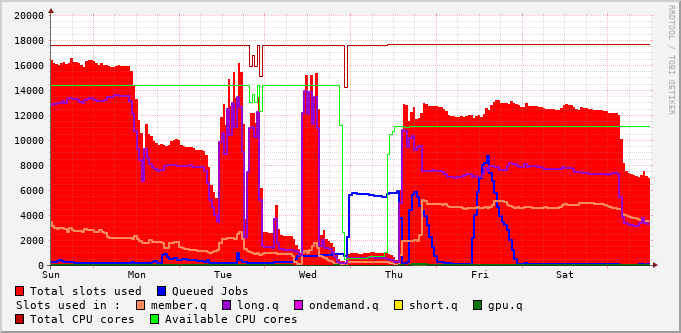 20000
18000
16000
14000
12000
10000
8000
6000
4000
2000
0
Sun Mon Tue Wed Thu Fri Sat
RRDTOOL / TOBI OETIKER
Total slots used Queued Jobs
Slots used in : member.q long.q ondemand.q short.q gpu.q
Total CPU cores Available CPU cores